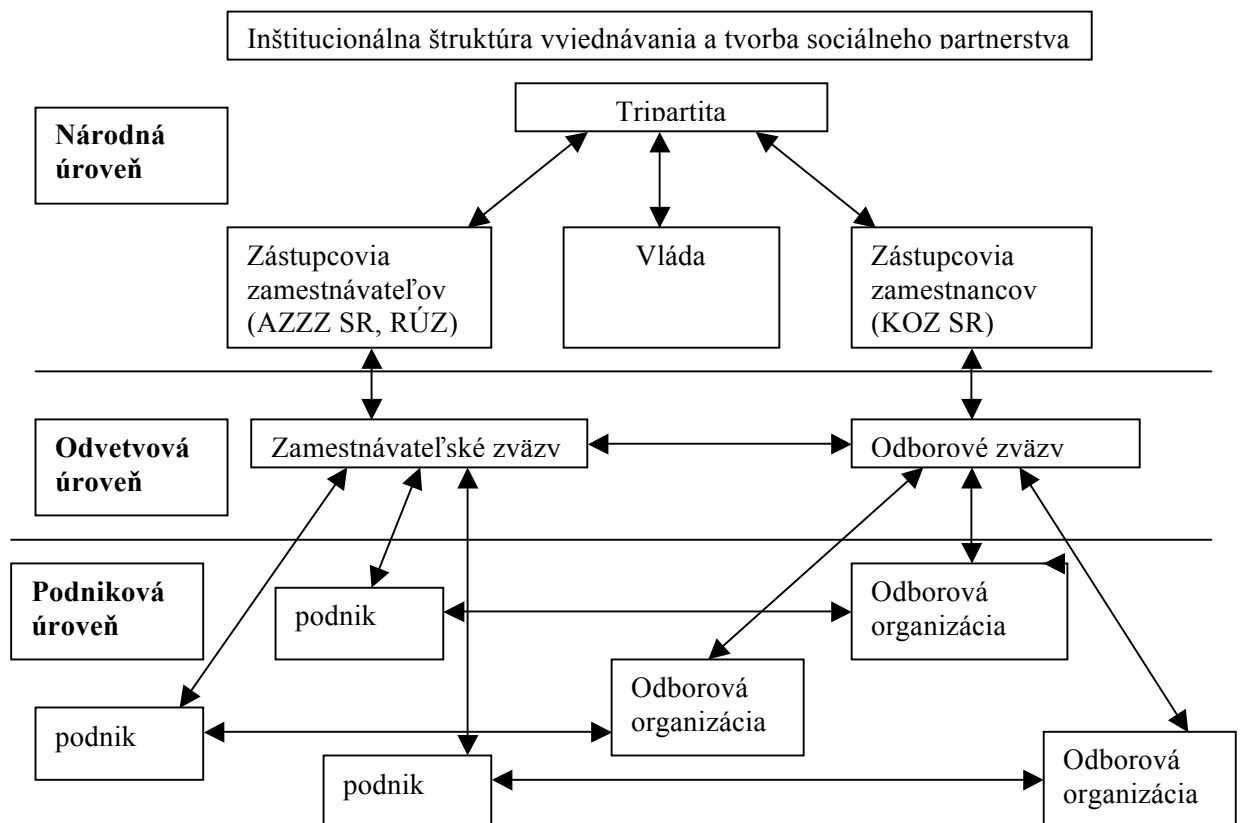 Inštitucionálna štruktúra vyjednávania a tvorba sociálneho partnerstva
Tripartita
Národná
úroveň
Zástupcovia
zamestnávateľov
(AZZZ SR, RÚZ)
Vláda
Zástupcovia
zamestnancov
(KOZ SR)
Odvetvová
úroveň
Zamestnávateľské zväzy
Odborové zväzy
Podniková
úroveň
podnik
Odborová
organizácia
Odborová
organizácia
podnik
podnik
Odborová
organizácia